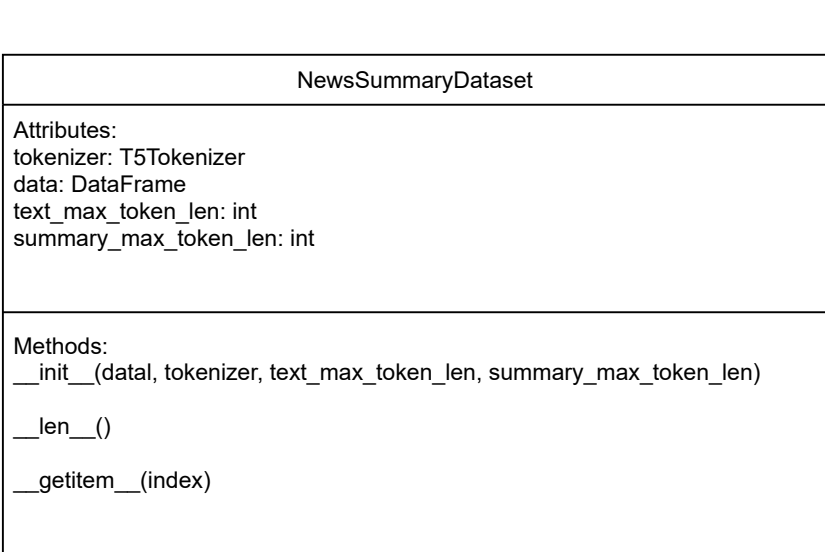 NewsSummaryDataset
Attributes:
tokenizer: T5Tokenizer
data: DataFrame
text_max_token_len: int
summary_max_token_len: int
Methods:
__init__(datal, tokenizer, text_max_token_len, summary_max_token_len)
__len__()
__getitem__(index)